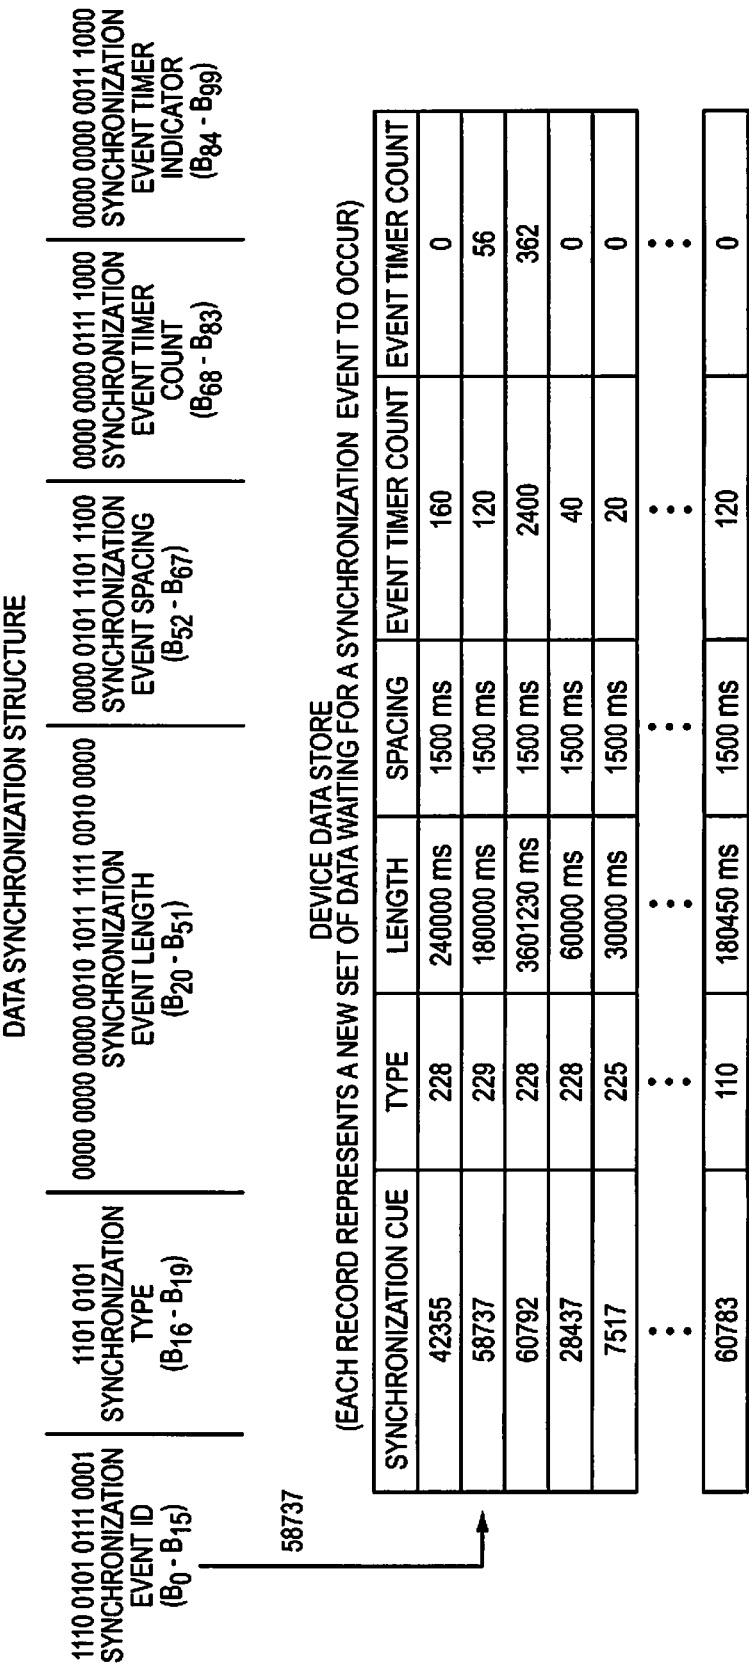 DATA SYNCHRONIZATION STRUCTURE
1110 0101 0111 0001
SYNCHRONIZATION
EVENT ID
(B0 - B15)
1101 0101
SYNCHRONIZATION
TYPE
(B16 - B19)
0000 0000 0000 0010 1011 1111 0010 0000
SYNCHRONIZATION
EVENT LENGTH
(B20 - B51)
0000 0101 1101 1100
SYNCHRONIZATION
EVENT SPACING
(B52 - B67)
0000 0000 0111 1000
SYNCHRONIZATION
EVENT TIMER
COUNT
(B68 - B83)
0000 0000 0011 1000
SYNCHRONIZATION
EVENT TIMER
INDICATOR
(B84 - B99)
58737
DEVICE DATA STORE
(EACH RECORD REPRESENTS A NEW SET OF DATA WAITING FOR A SYNCHRONIZATION EVENT TO OCCUR)
SYNCHRONIZATION CUE TYPE LENGTH SPACING EVENT TIMER COUNT EVENT TIMER COUNT
42355 228 240000 ms 1500 ms 160 0
58737 229 180000 ms 1500 ms 120 56
60792 228 3601230 ms 1500 ms 2400 362
28437 228 60000 ms 1500 ms 40 0
7517 225 30000 ms 1500 ms 20 0
60783 110 180450 ms 1500 ms 120 0